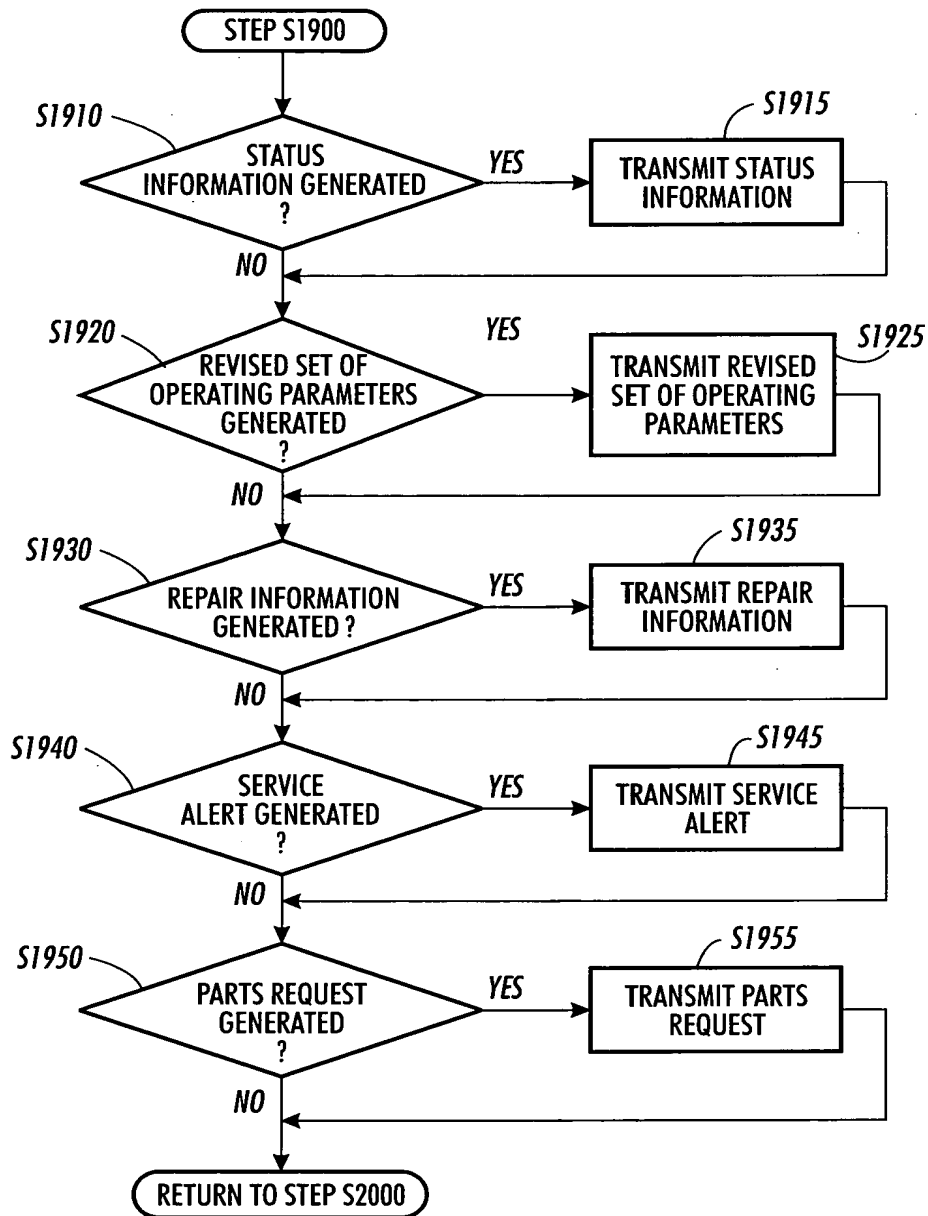 STEP S1900
S1910
STATUS
INFORMATION GENERATED
?
YES
S1915
TRANSMIT STATUS
INFORMATION
NO
S1920
REVISED SET OF
OPERATING PARAMETERS
GENERATED
?
YES
S1925
TRANSMIT REVISED
SET OF OPERATING
PARAMETERS
NO
S1930
REPAIR INFORMATION
GENERATED ?
YES
S1935
TRANSMIT REPAIR
INFORMATION
NO
S1940
SERVICE
ALERT GENERATED
?
YES
S1945
TRANSMIT SERVICE
ALERT
NO
S1950
PARTS REQUEST
GENERATED
?
YES
S1955
TRANSMIT PARTS
REQUEST
NO
RETURN TO STEP S2000